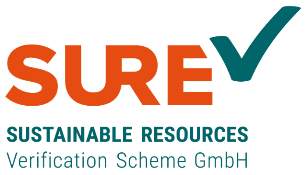 SURE
SUSTAINABLE RESOURCES
Verification Scheme GmbH